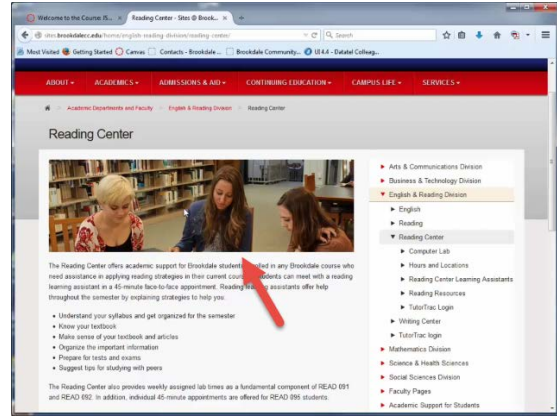 Welcome to the Course: IS... ×
Reading Center - Sites @ Brook... ×
sites.brookdalecc.edu/home/english-reading-division/reading-center/
Search
Most Visited Getting Started Canvas Contacts - Brookdale ... Brookdale Community... UI 4.4 - Datatel Colleag...
ABOUT ACADEMICS ADMISSIONS & AID CONTINUING EDUCATION CAMPUS LIFE SERVICES
Academic Departments and Faculty English & Reading Division Reading Center
Reading Center
The Reading Center offers academic support for Brookdale students enrolled in any Brookdale course who
need assistance in applying reading strategies in their current Students can meet with a reading
learning assistant in a 45-minute face-to-face appointment. Reading assistants offer help
throughout the semester by explaining strategies to help you:
• Understand your syllabus and get organized for the semester
• Know your textbook
• Make sense of your textbook and articles
• Organize the important information
• Prepare for tests and exams
• Suggest tips for studying with peers
The Reading Center also provides weekly assigned lab times as a fundamental component of READ 091
and READ 092. In addition, individual 45-minute appointments are offered for READ 095 students.
Arts & Communications Division
Business & Technology Division
English & Reading Division
English
Reading
Reading Center
Computer Lab
Hours and Locations
Reading Center Learning Assistants
Reading Resources
TutorTrac Login
Writing Center
TutorTrac login
Mathematics Division
Science & Health Sciences
Social Sciences Division
Faculty Pages
Academic Support for Students